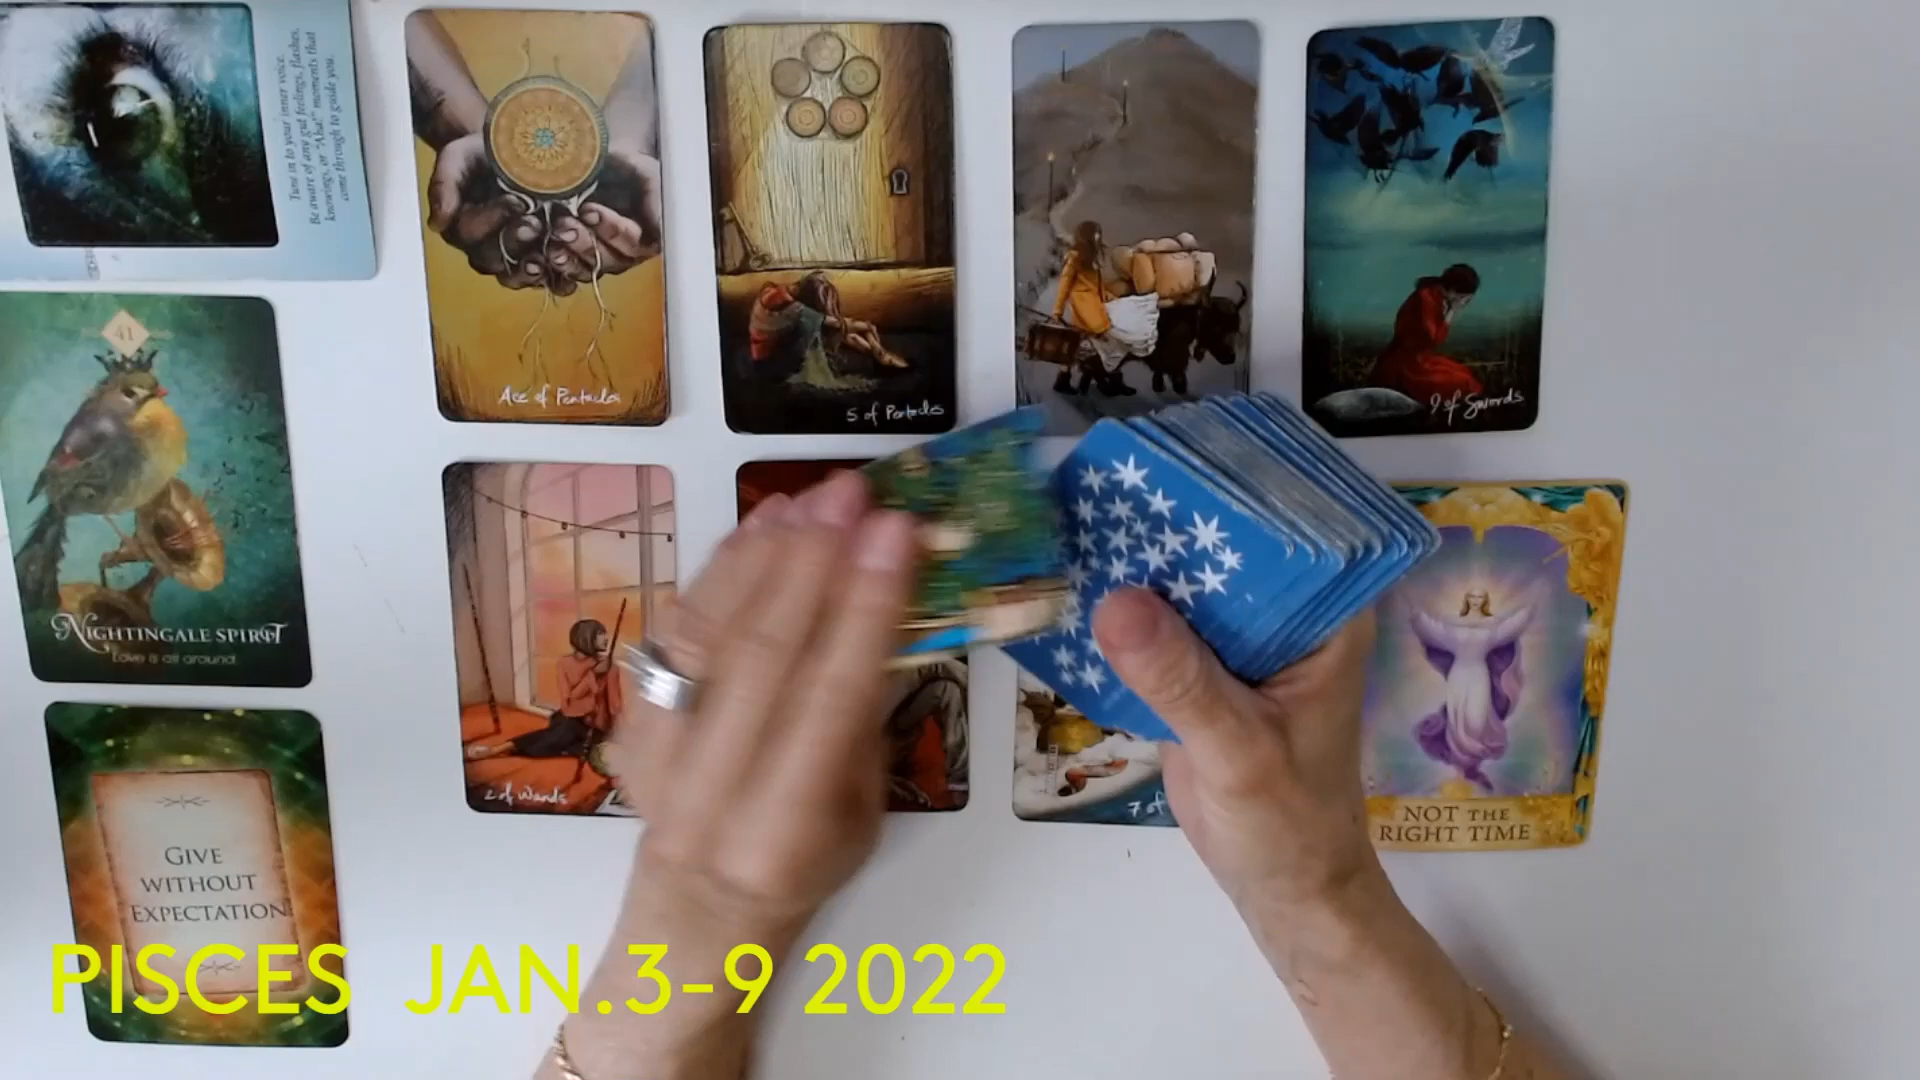 Tune in to your inner voice.
Be aware of any gut feelings, flashes,
knowings, or "Aha!" moments that
come through to guide you.
Ace of Pentacles
5 of Pentacles
9 of Swords
41
NIGHTINGALE SPIRIT
Love is all around
2 of Wands
7 of
NOT THE
RIGHT TIME
GIVE
WITHOUT
EXPECTATION
PISCES JAN.3-9 2022